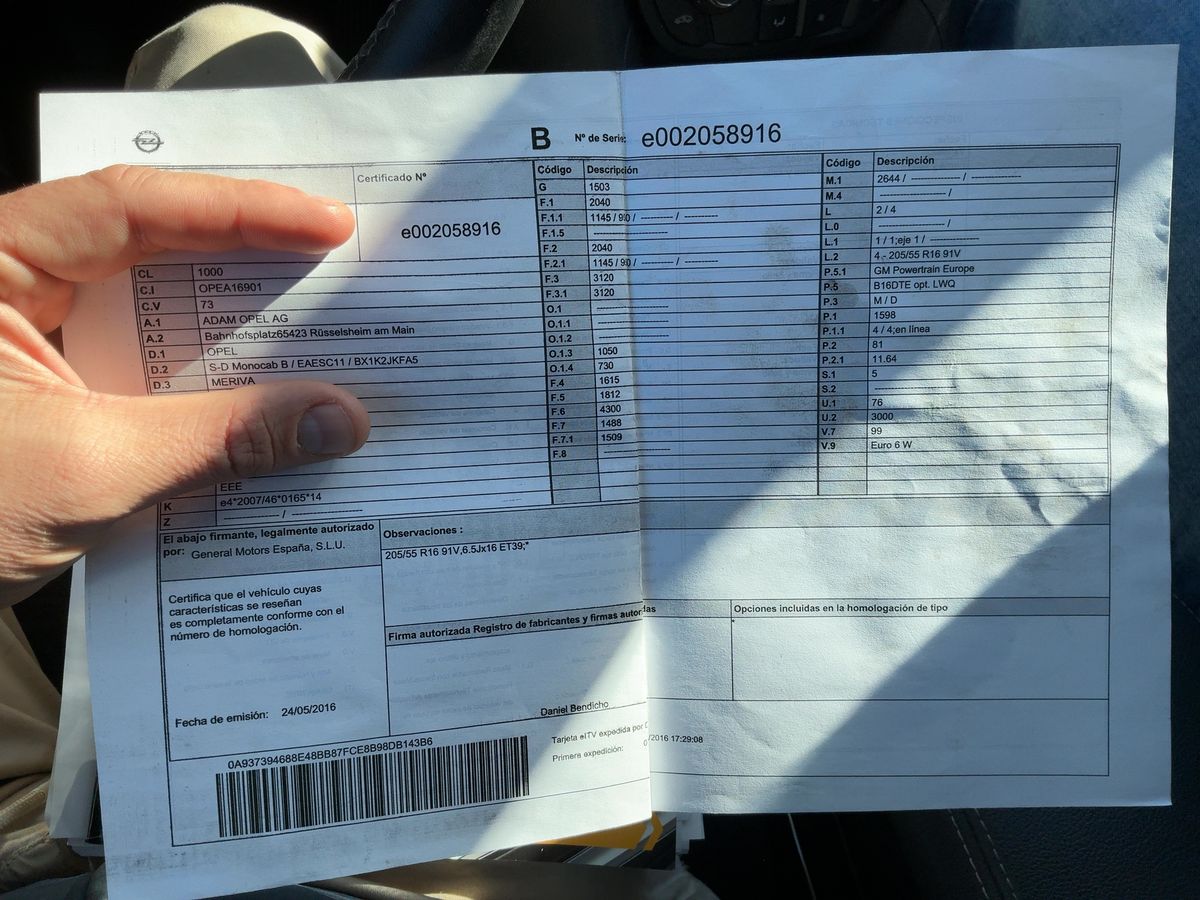 B Nº de Serie: e002058916
Certificado Nº
e002058916
CL 1000
C.I OPEA16901
C.V 73
A.1 ADAM OPEL AG
A.2 Bahnhofsplatz65423 Rüsselsheim am Main
D.1 OPEL
D.2 S-D Monocab B / EAESC11 / BX1K2JKFA5
D.3 MERIVA
EEE
K e4*2007/46*0165*14
Z ---------- / --------------------
Código Descripción
G 1503
F.1 2040
F.1.1 1145 / 980 / ---------- / ----------
F.1.5 --------------------
F.2 2040
F.2.1 1145 / 980 / ---------- / ----------
F.3 3120
F.3.1 3120
O.1 --------------------
O.1.1 --------------------
O.1.2 --------------------
O.1.3 1050
O.1.4 730
F.4 1615
F.5 1812
F.6 4300
F.7 1488
F.7.1 1509
F.8 --------------------
Código Descripción
M.1 2644 / --------------- / ---------------
M.4 -------------------- /
L 2 / 4
L.0 -------------------- /
L.1 1 / 1;eje 1 / ---------------
L.2 4.- 205/55 R16 91V
P.5.1 GM Powertrain Europe
P.5 B16DTE opt. LWQ
P.3 M / D
P.1 1598
P.1.1 4 / 4;en línea
P.2 81
P.2.1 11.64
S.1 5
S.2 --------------------
U.1 76
U.2 3000
V.7 99
V.9 Euro 6 W
El abajo firmante, legalmente autorizado
por: General Motors España, S.L.U.
Certifica que el vehículo cuyas
características se reseñan
es completamente conforme con el
número de homologación.
Fecha de emisión: 24/05/2016
Observaciones :
205/55 R16 91V,6.5Jx16 ET39;*
Firma autorizada Registro de fabricantes y firmas autorizadas
Daniel Bendicho
Opciones incluidas en la homologación de tipo
*
0A937394688E48BB87FCE8B98DB143B6
Tarjeta eITV expedida por
Primera expedición: /2016 17:29:08